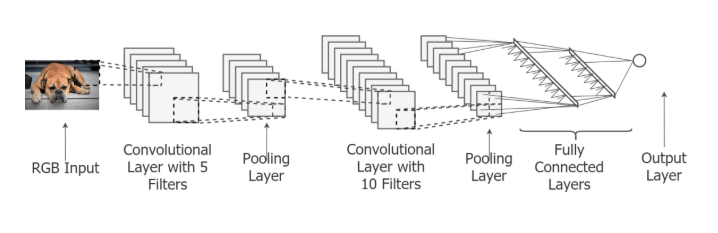 RGB Input
Convolutional
Layer with 5
Filters
Pooling
Layer
Convolutional
Layer with
10 Filters
Pooling
Layer
Fully
Connected
Layers
Output
Layer